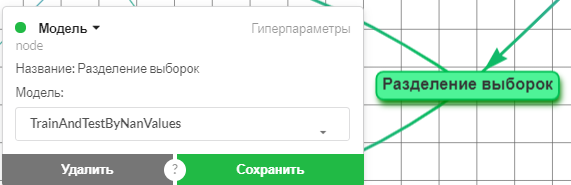 Модель Гиперпараметры
node
Название: Разделение выборок
Модель:
TrainAndTestByNanValues
Удалить ? Сохранить
Разделение выборок